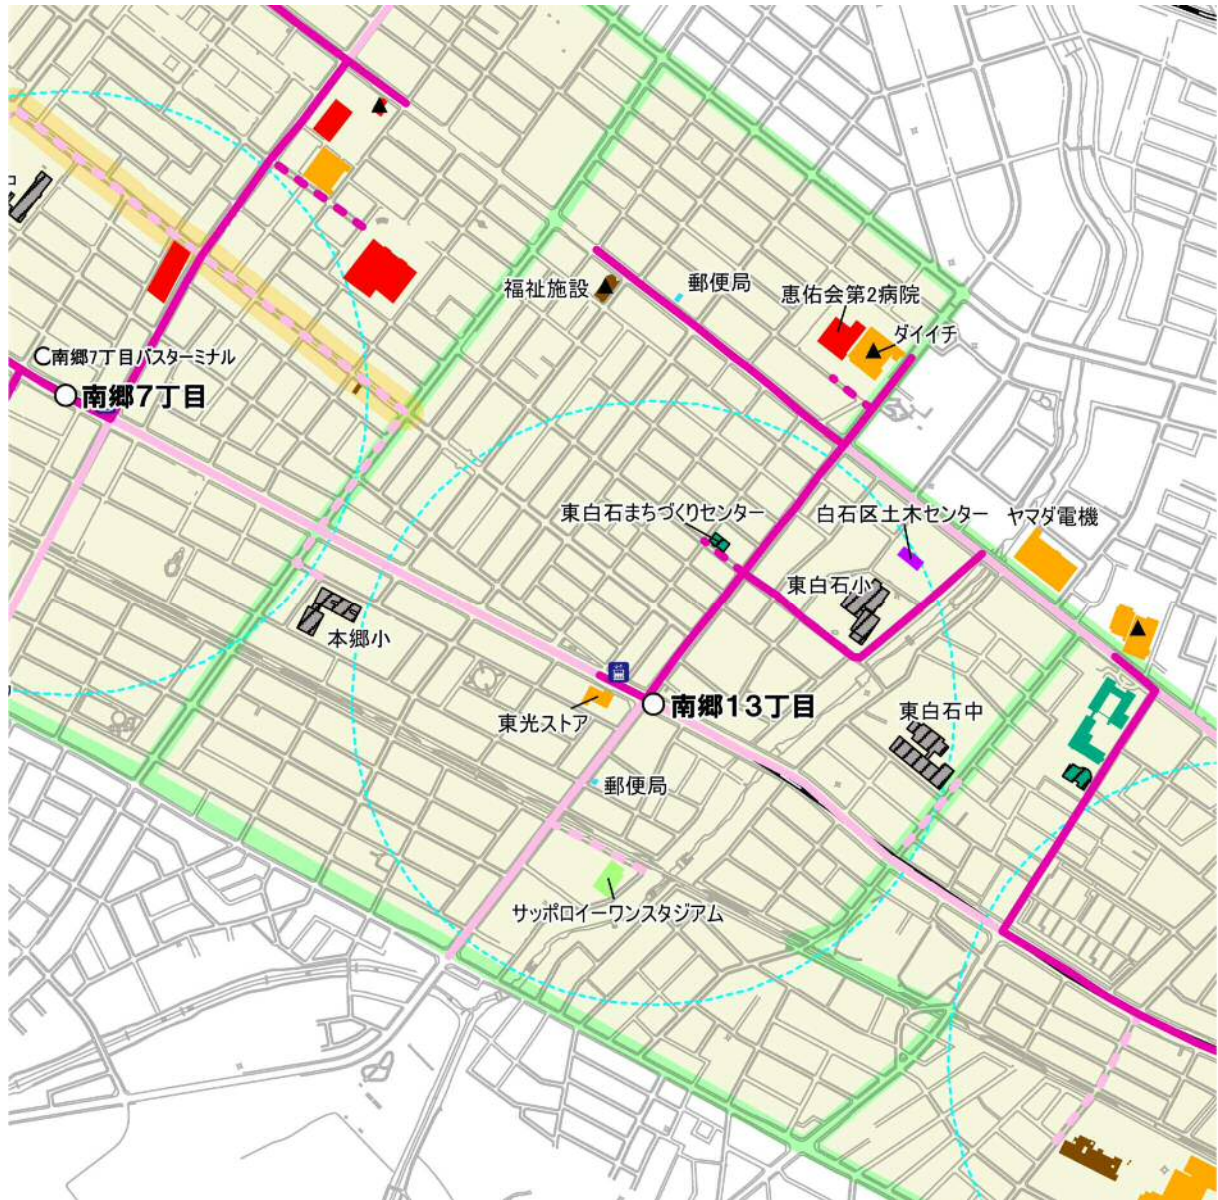 福祉施設
郵便局
恵佑会第2病院
ダイイチ
南郷7丁目バスターミナル
南郷7丁目
東白石まちづくりセンター
白石区土木センター
ヤマダ電機
東白石小
本郷小
東光ストア
南郷13丁目
東白石中
郵便局
サッポロイーワンスタジアム